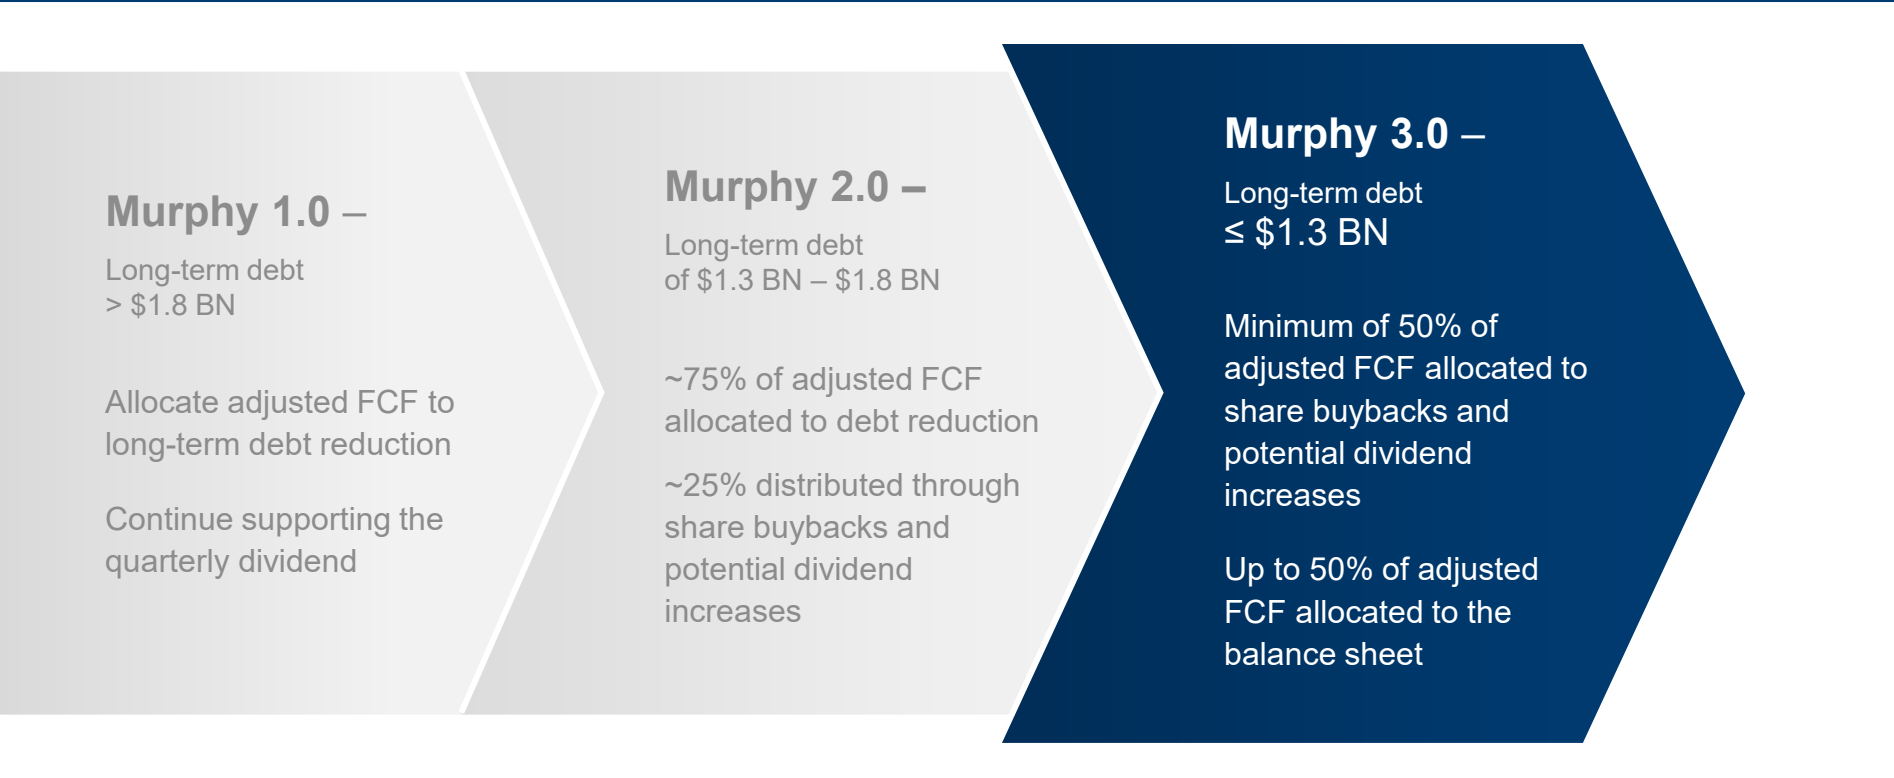 Murphy 1.0 –
Long-term debt
> $1.8 BN
Allocate adjusted FCF to
long-term debt reduction
Continue supporting the
quarterly dividend
Murphy 2.0 –
Long-term debt
of $1.3 BN – $1.8 BN
~75% of adjusted FCF
allocated to debt reduction
~25% distributed through
share buybacks and
potential dividend
increases
Murphy 3.0 –
Long-term debt
≤ $1.3 BN
Minimum of 50% of
adjusted FCF allocated to
share buybacks and
potential dividend
increases
Up to 50% of adjusted
FCF allocated to the
balance sheet